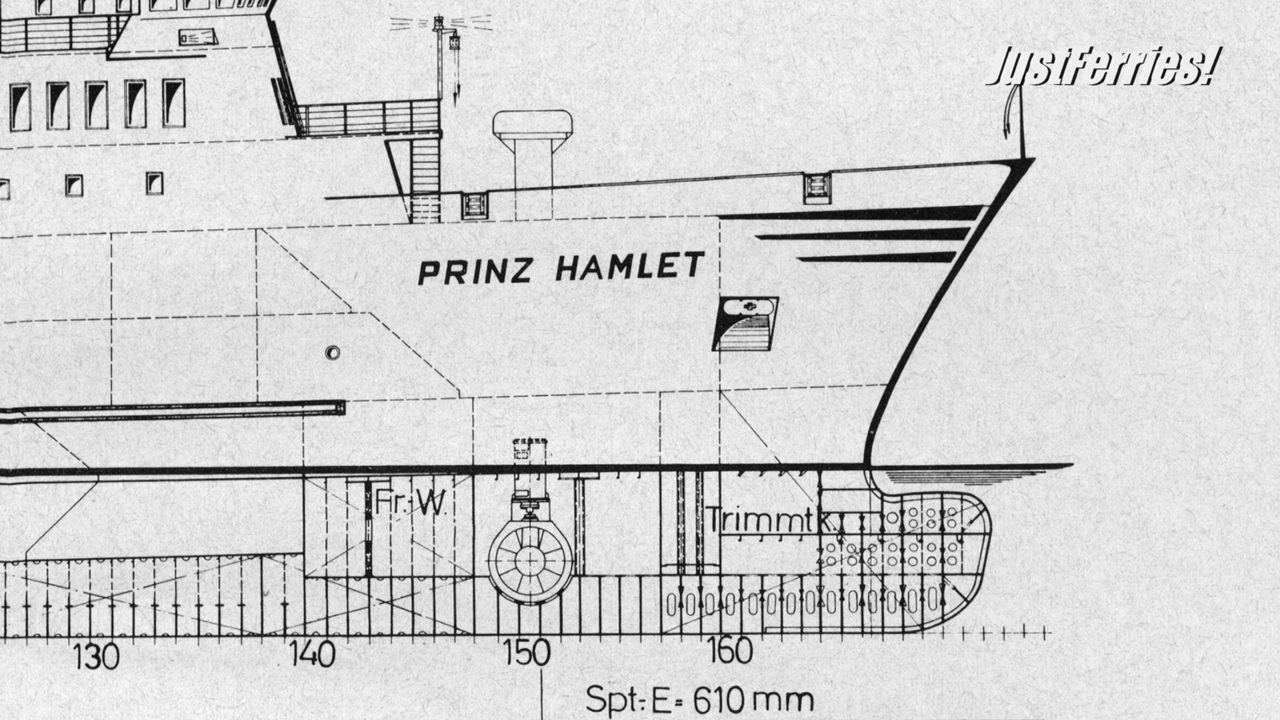 JustFerries!
PRINZ HAMLET
Fr.-W.
Trimmtk
130 140 150 160
Spt.-E= 610 mm